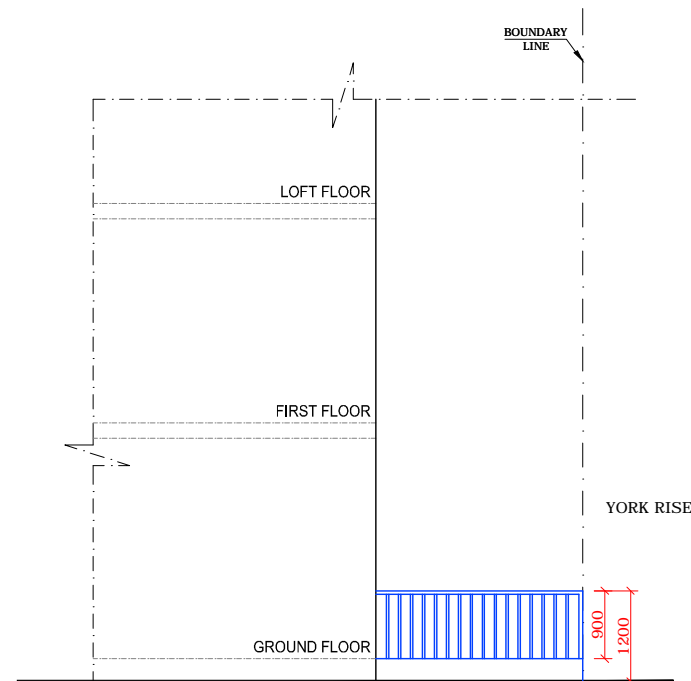 BOUNDARY
LINE
LOFT FLOOR
FIRST FLOOR
YORK RISE
GROUND FLOOR
900
1200